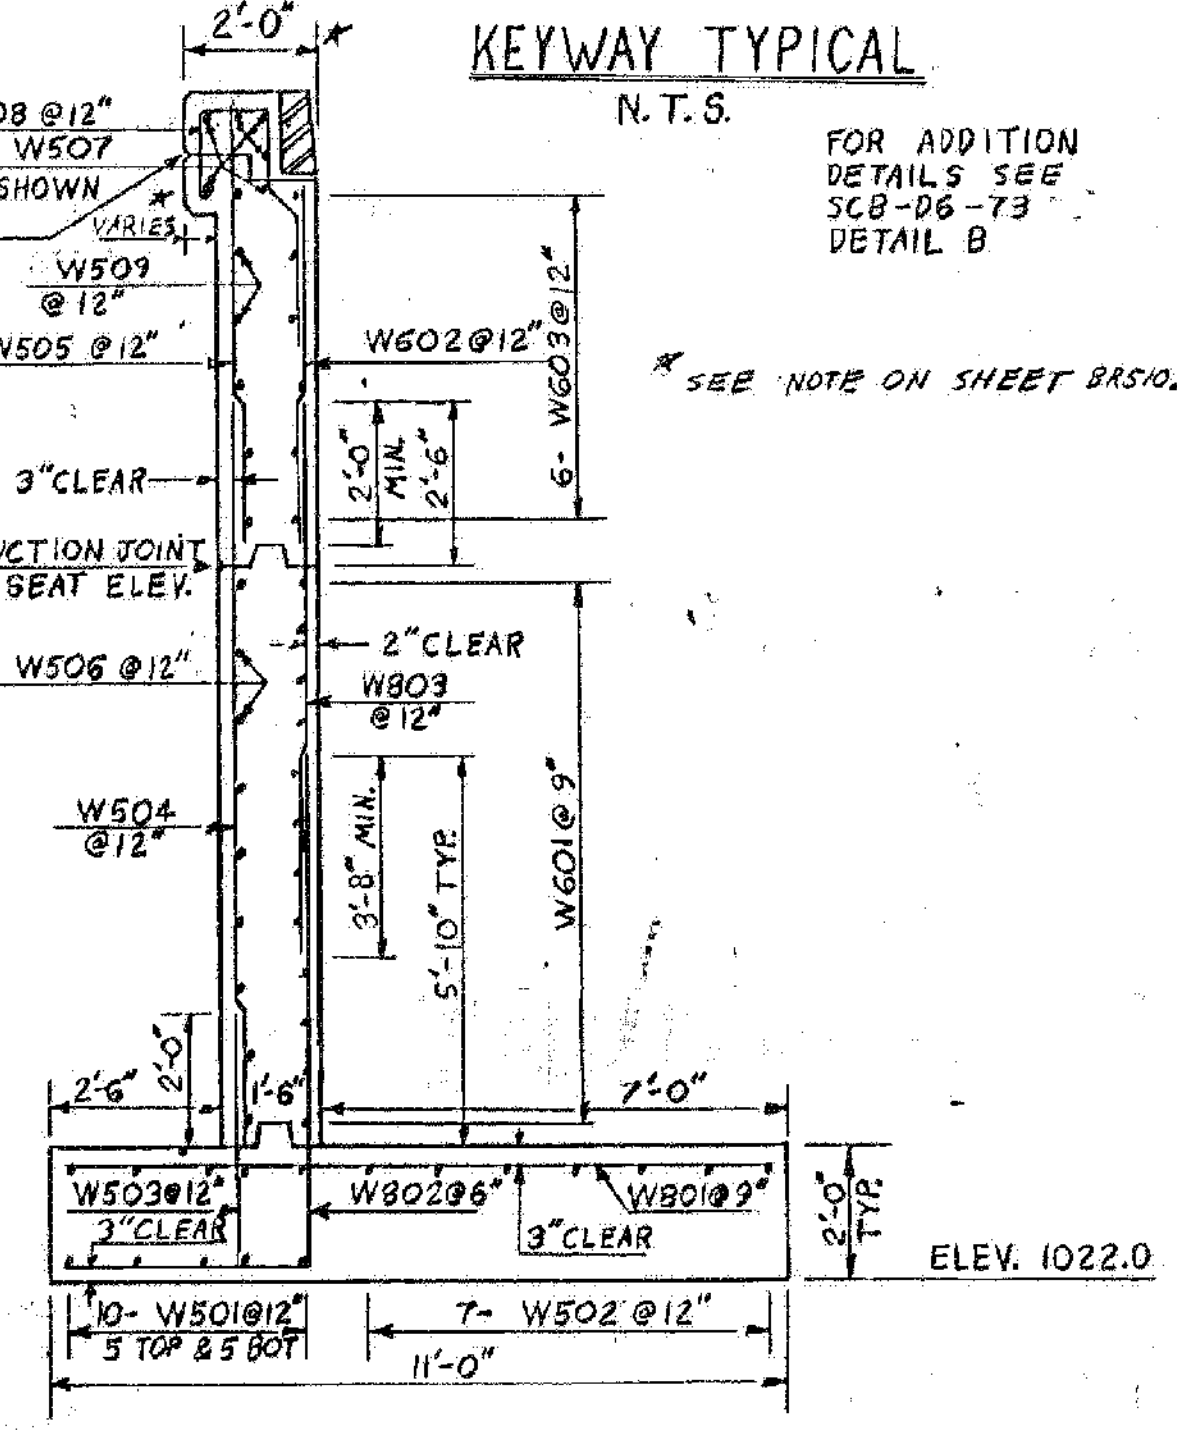 2'-0" *
KEYWAY TYPICAL
N.T.S.
08 @12"
W507
SHOWN
*
VARIES
FOR ADDITION
DETAILS SEE
SCB-D6-73
DETAIL B
W509
@12"
W505 @12"
W602@12"
6- W603@12"
* SEE NOTE ON SHEET BR510.
3"CLEAR
2'-0"
MIN.
2'-6"
UCTION JOINT
SEAT ELEV.
2"CLEAR
W506 @12"
W803
@12"
W504
@12"
3'-8" MIN.
5'-10" TYP.
W601@9"
2'-0"
2'-6"
1'-6"
7'-0"
W503@12"
W802@6"
W801@9"
3"CLEAR
3"CLEAR
2'-0"
TYP.
ELEV. 1022.0
10- W501@12"
5 TOP & 5 BOT
7- W502 @12"
11'-0"